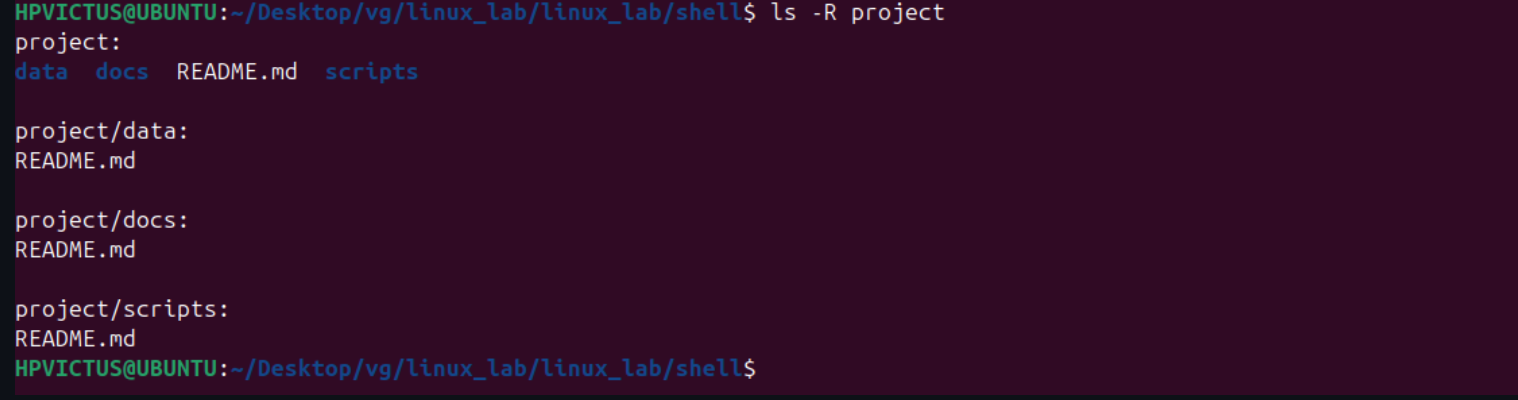 HPVICTUS@UBUNTU:~/Desktop/vg/linux_lab/linux_lab/shell$ ls -R project
project:
data  docs  README.md  scripts

project/data:
README.md

project/docs:
README.md

project/scripts:
README.md
HPVICTUS@UBUNTU:~/Desktop/vg/linux_lab/linux_lab/shell$